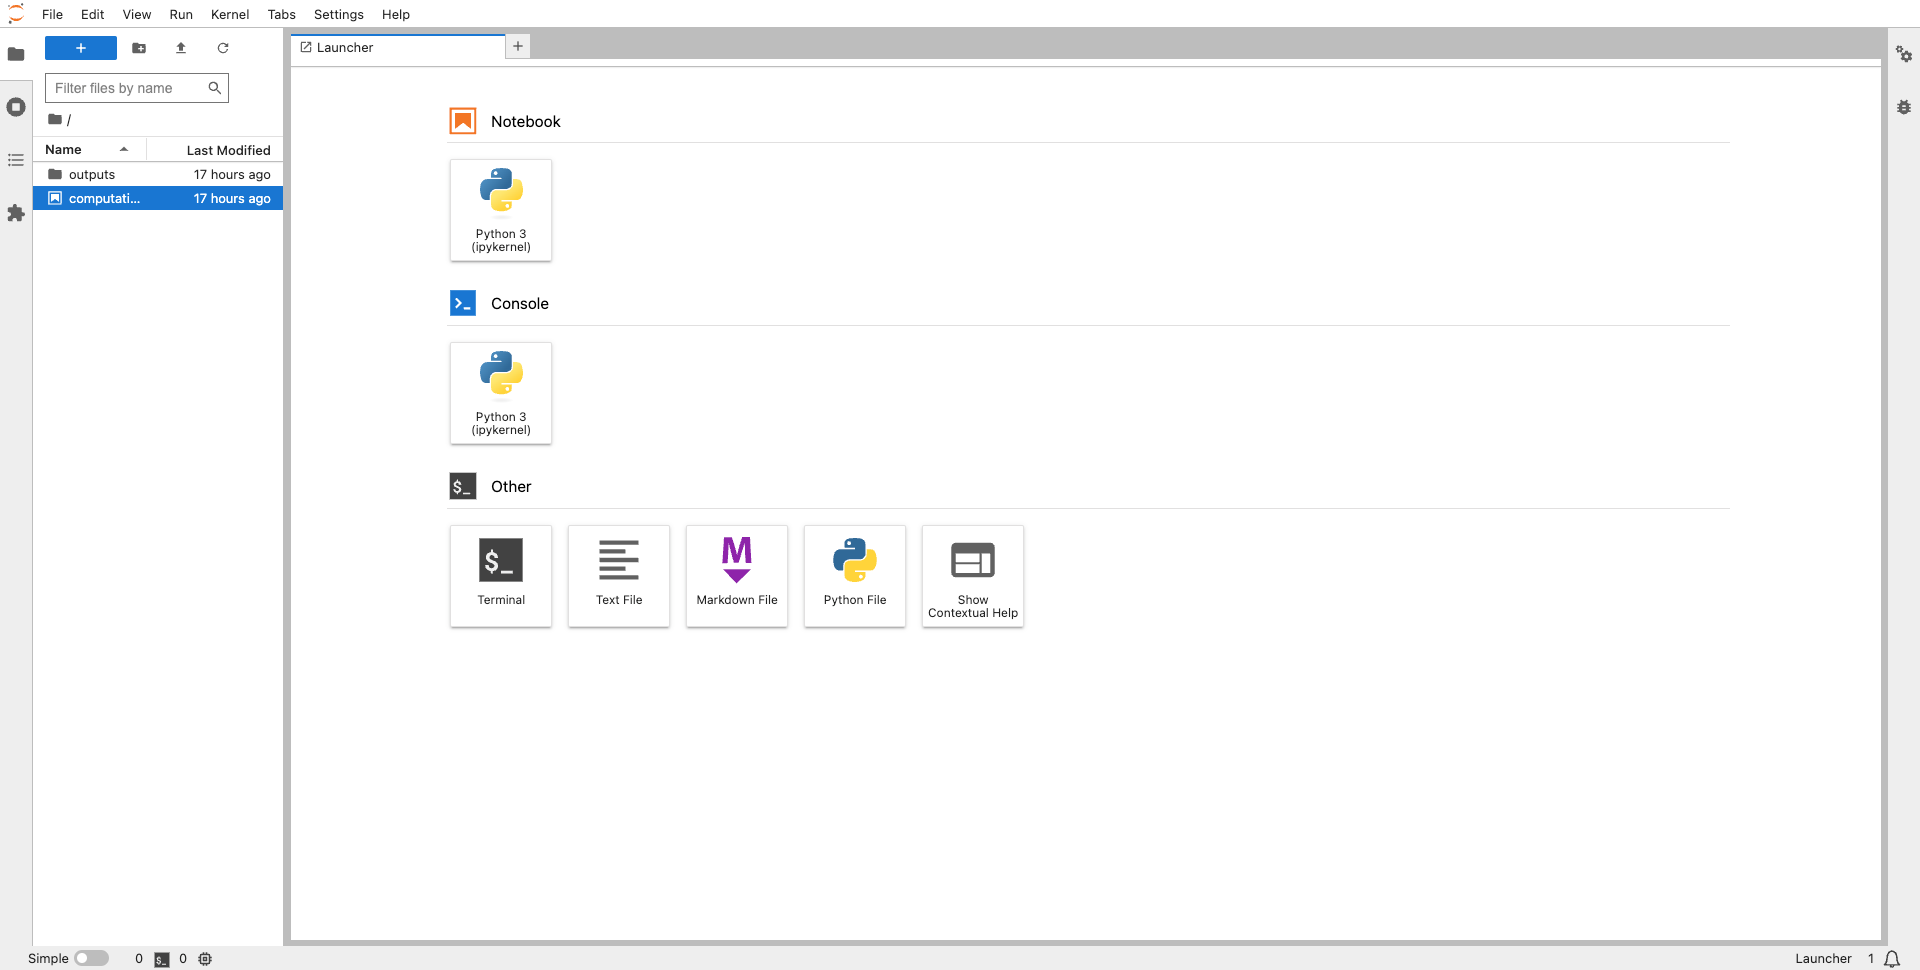 File Edit View Run Kernel Tabs Settings Help
Launcher
Filter files by name
/
Name Last Modified
outputs 17 hours ago
computati... 17 hours ago
Notebook
Python 3
(ipykernel)
Console
Python 3
(ipykernel)
$_ Other
$_
Terminal
Text File
M
Markdown File
Python File
Show
Contextual Help
Simple 0 $_ 0
Launcher 1